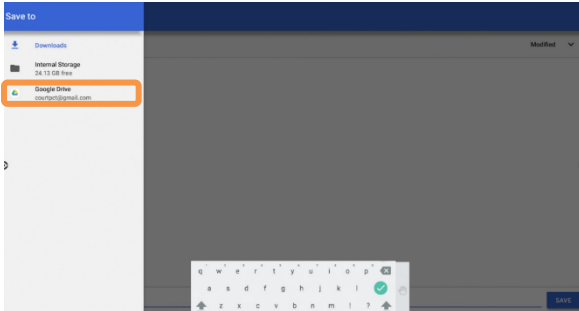 Save to
Downloads
Modified
Internal Storage
24.13 GB free
Google Drive
courtpct@gmail.com
q w e r t y u i o p
a s d f g h j k l
z x c v b n m ! ?
SAVE